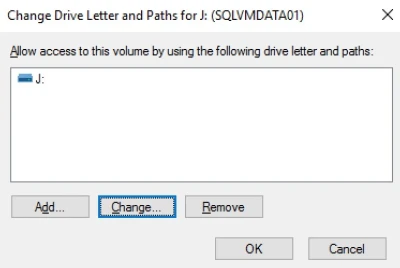 Change Drive Letter and Paths for J: (SQLVMDATA01)
Allow access to this volume by using the following drive letter and paths:
J:
Add... Change... Remove
OK Cancel